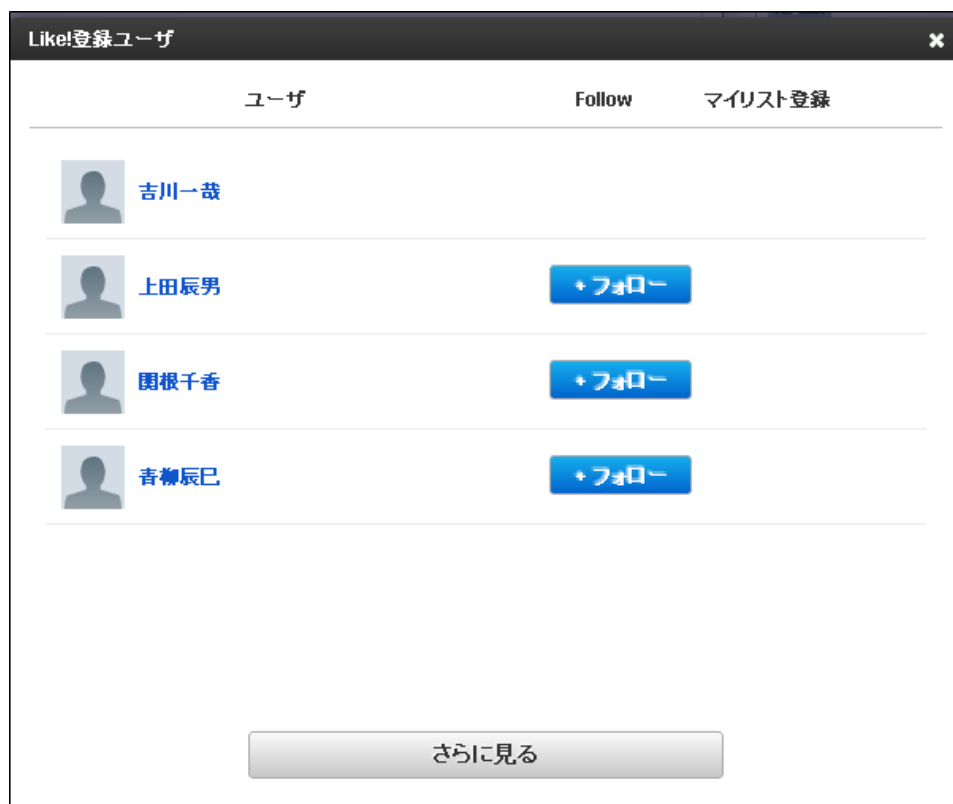 Like!登録ユーザ
ユーザ Follow マイリスト登録
吉川一哉
上田辰男 +フォロー
関根千香 +フォロー
青柳辰巳 +フォロー
さらに見る